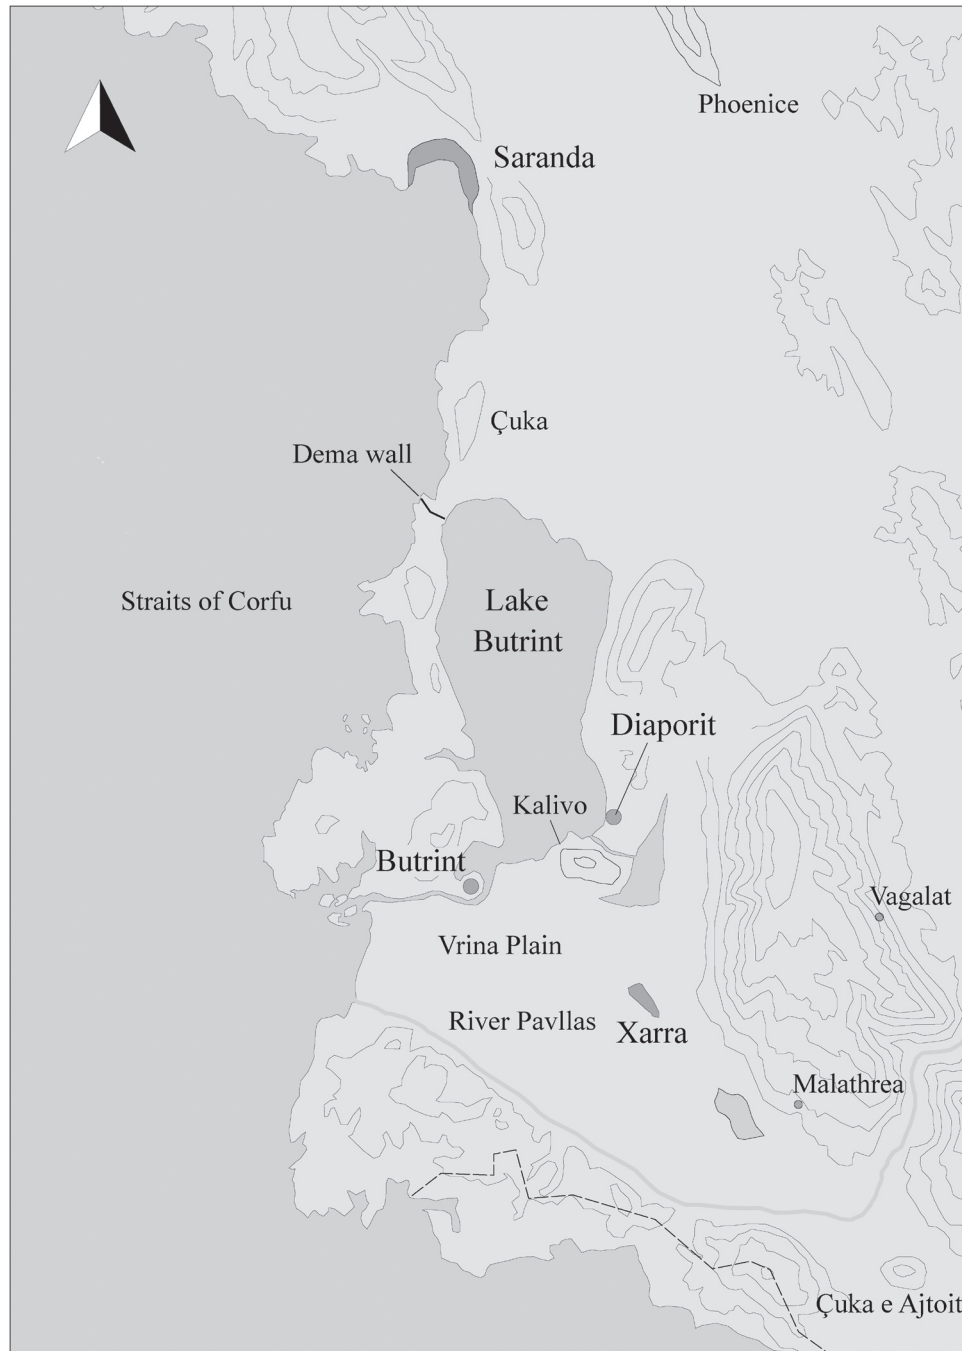 Phoenice
Saranda
Çuka
Dema wall
Straits of Corfu
Lake
Butrint
Diaporit
Kalivo
Butrint
Vagalat
Vrina Plain
River Pavllas
Xarra
Malathrea
Çuka e Ajtoit